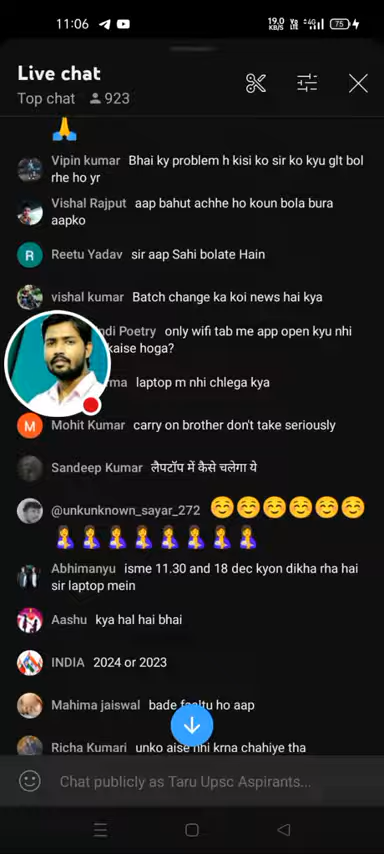 11:06
19.0
KB/S
Vo
LTE
4G
75
Live chat
Top chat 923
Vipin kumar Bhai ky problem h kisi ko sir ko kyu glt bol
rhe ho yr
Vishal Rajput aap bahut achhe ho koun bola bura
aapko
R Reetu Yadav sir aap Sahi bolate Hain
vishal kumar Batch change ka koi news hai kya
ndi Poetry only wifi tab me app open kyu nhi
kaise hoga?
rma laptop m nhi chlega kya
M Mohit Kumar carry on brother don't take seriously
Sandeep Kumar लैपटॉप में कैसे चलेगा ये
@unkunknown_sayar_272
Abhimanyu isme 11.30 and 18 dec kyon dikha rha hai
sir laptop mein
Aashu kya hal hai bhai
INDIA 2024 or 2023
Mahima jaiswal bade faaltu ho aap
Richa Kumari unko aise nhi krna chahiye tha
Chat publicly as Taru Upsc Aspirants...